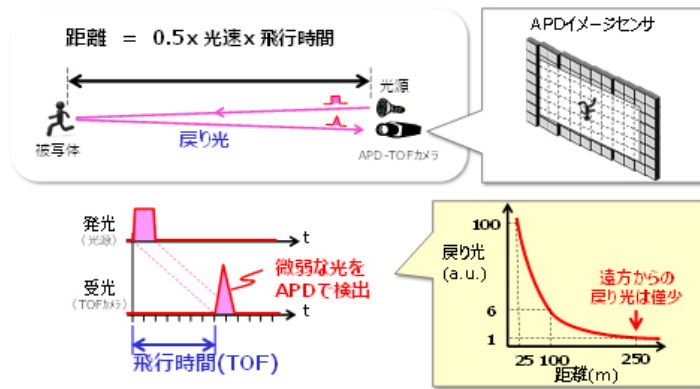 距離 = 0.5x 光速x 飛行時間
光源
戻り光
被写体
APD-TOFカメラ
APDイメージセンサ
発光
(光源)
t
受光
(TOFカメラ)
t
微弱な光を
APDで検出
飛行時間(TOF)
100
戻り光
(a.u.)
6
1
遠方からの
戻り光は僅少
25 100
250
距離(m)